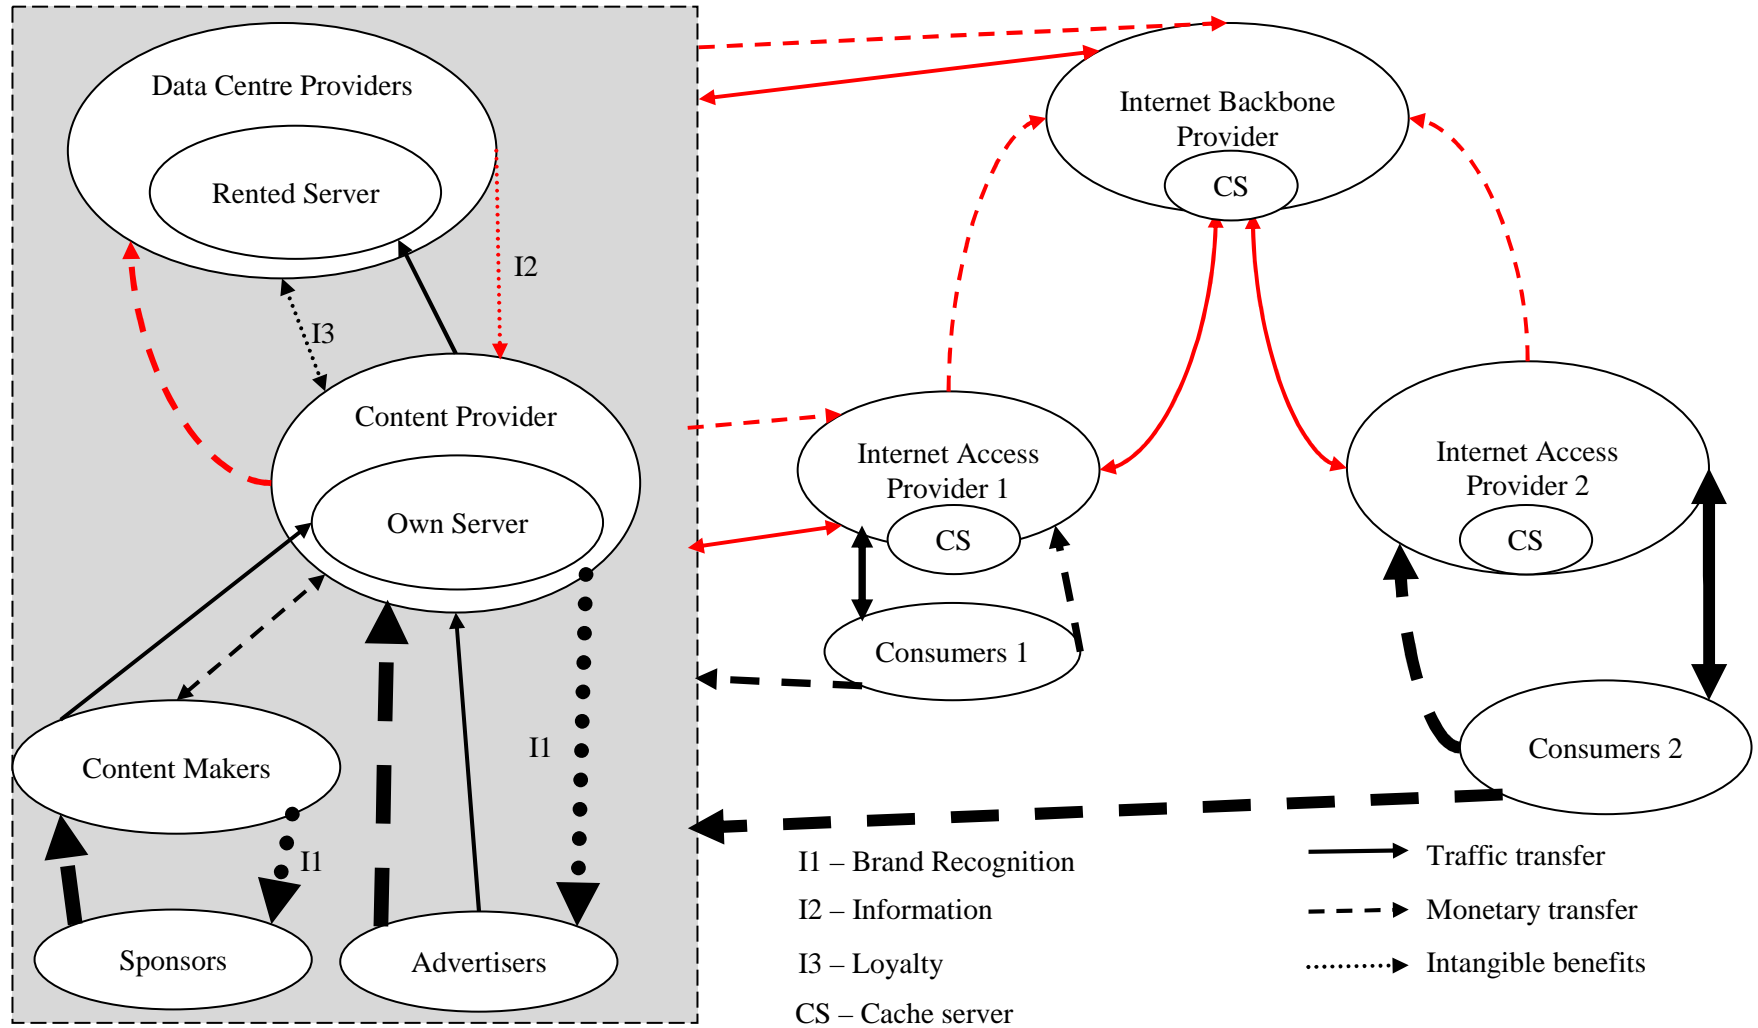 Data Centre Providers
Rented Server
I2
I3
Content Provider
Own Server
I1
Content Makers
I1
Sponsors
Advertisers
Internet Backbone
Provider
CS
Internet Access
Provider 1
CS
Consumers 1
Internet Access
Provider 2
CS
Consumers 2
I1 – Brand Recognition
I2 – Information
I3 – Loyalty
CS – Cache server
Traffic transfer
Monetary transfer
Intangible benefits